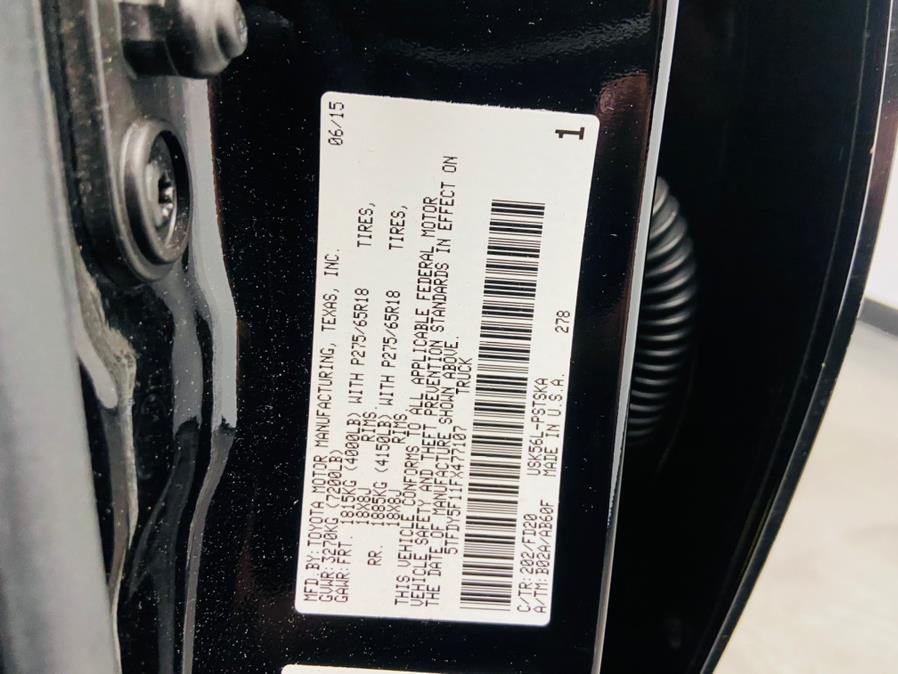 MFD BY: TOYOTA MOTOR MANUFACTURING, TEXAS, INC. 06/15
GVWR: 3270KG (7200LB)
GAWR: FRT. 1815KG (4000LB) WITH P275/65R18 TIRES,
18X8J RIMS,
RR. 1885KG (4150LB) WITH P275/65R18 TIRES,
18X8J RIMS
THIS VEHICLE CONFORMS TO ALL APPLICABLE FEDERAL MOTOR
VEHICLE SAFETY AND THEFT PREVENTION STANDARDS IN EFFECT ON
THE DATE OF MANUFACTURE SHOWN ABOVE.
5TFDY5F11FX477107 TRUCK
C/TR: 202/FD20 USK56L-PSTSKA 278
A/TM: B02A/AB60F MADE IN U.S.A.
1